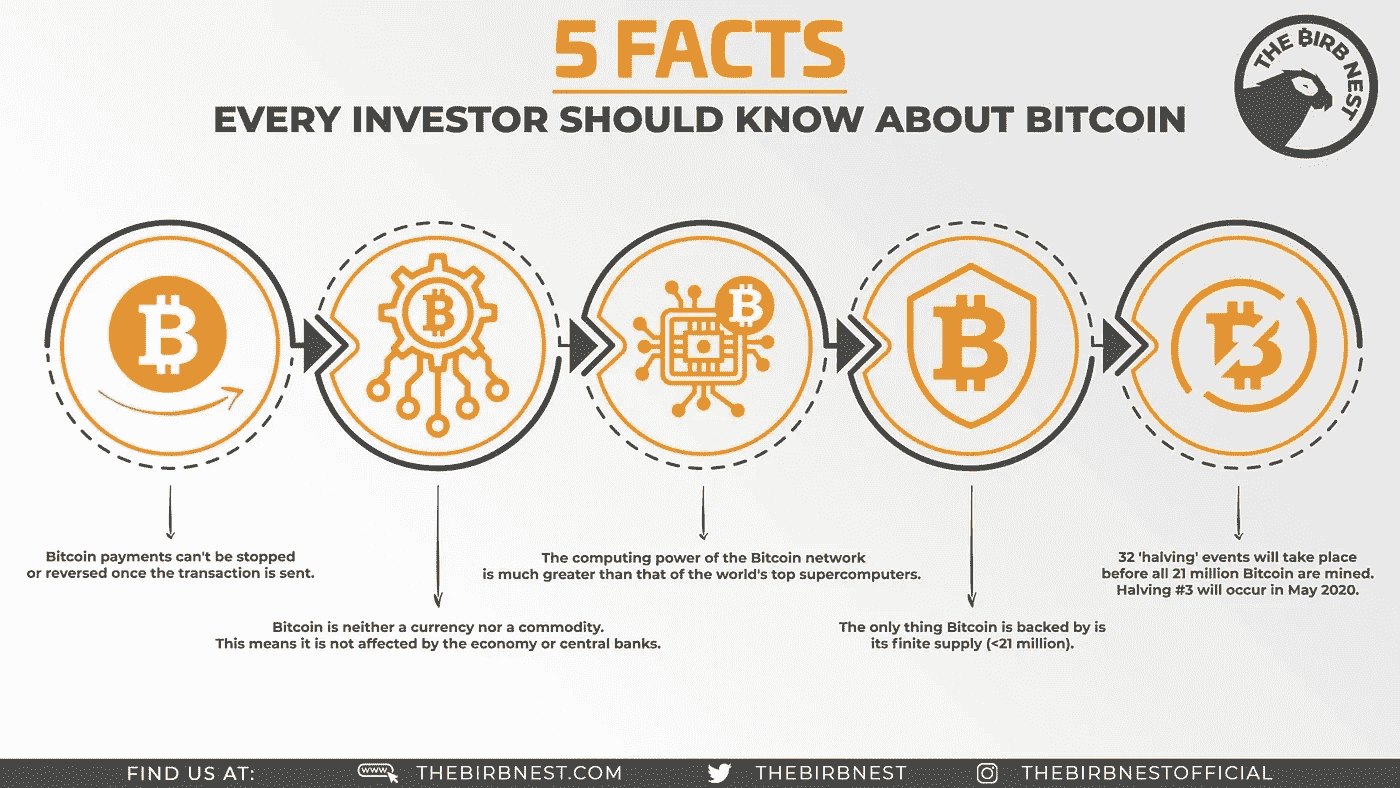 5 FACTS
EVERY INVESTOR SHOULD KNOW ABOUT BITCOIN
THE BIRB NEST
Bitcoin payments can't be stopped
or reversed once the transaction is sent.
Bitcoin is neither a currency nor a commodity.
This means it is not affected by the economy or central banks.
The computing power of the Bitcoin network
is much greater than that of the world's top supercomputers.
The only thing Bitcoin is backed by is
its finite supply (<21 million).
32 'halving' events will take place
before all 21 million Bitcoin are mined.
Halving #3 will occur in May 2020.
FIND US AT: www THEBIRBNEST.COM THEBIRBNEST THEBIRBNESTOFFICIAL